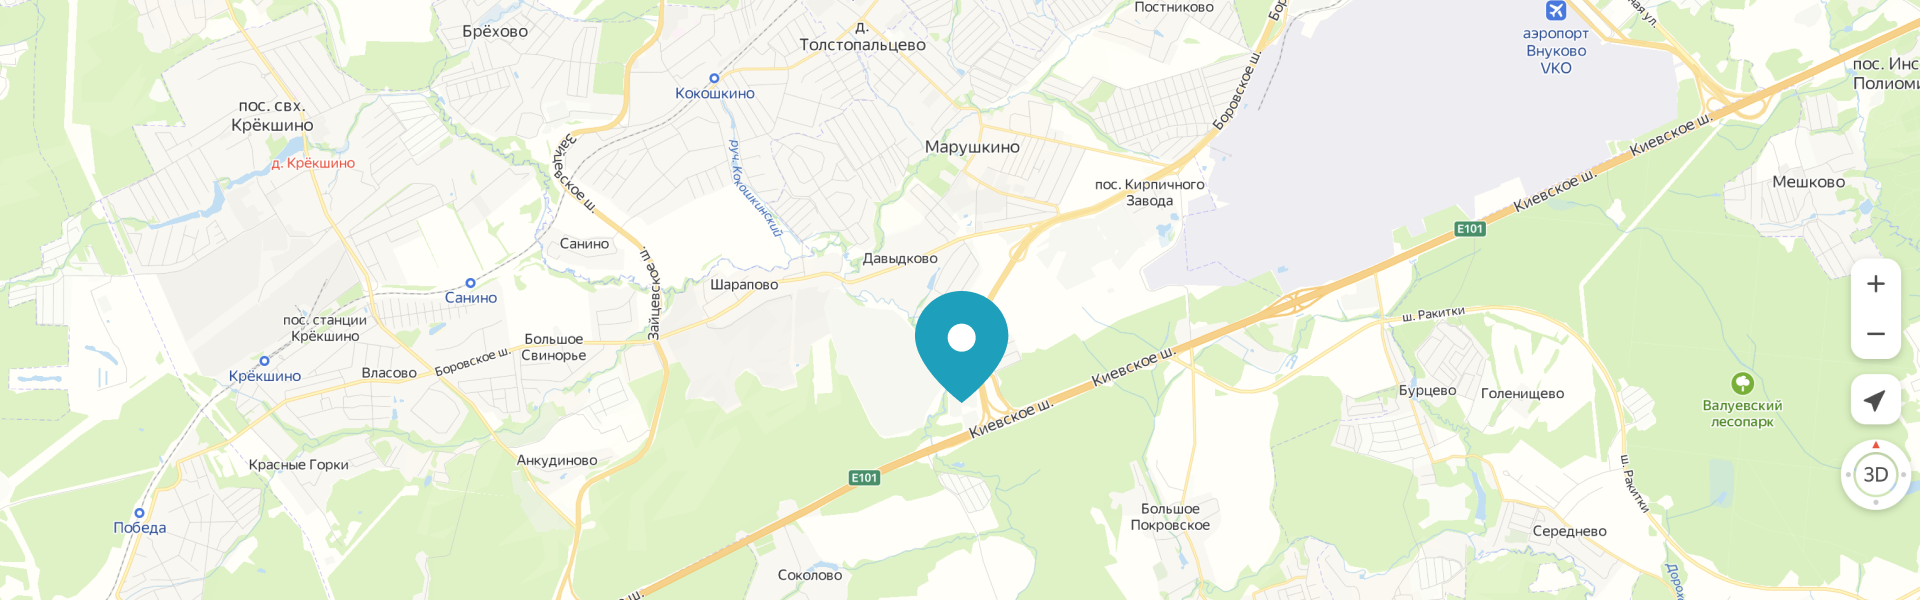 Постниково
Брёхово
д.
Толстопальцево
Боровское ш.
аэропорт
Внуково
VKO
Кокошкино
пос. свх.
Крёкшино
д. Крёкшино
Зайцевское ш.
руч. Кокошкинский
Марушкино
пос. Кирпичного
Завода
Киевское ш.
Мешково
Киевское ш.
E101
Санино
Давыдково
Зайцевское ш.
Шарапово
Санино
пос. станции
Крёкшино
ш. Ракитки
Большое
Свинорье
Боровское ш.
Киевское ш.
Крёкшино
Власово
Бурцево
Голенищево
Валуевский
лесопарк
Киевское ш.
Красные Горки
Анкудиново
E101
3D
ш. Ракитки
Победа
Большое
Покровское
Середнево
Соколово